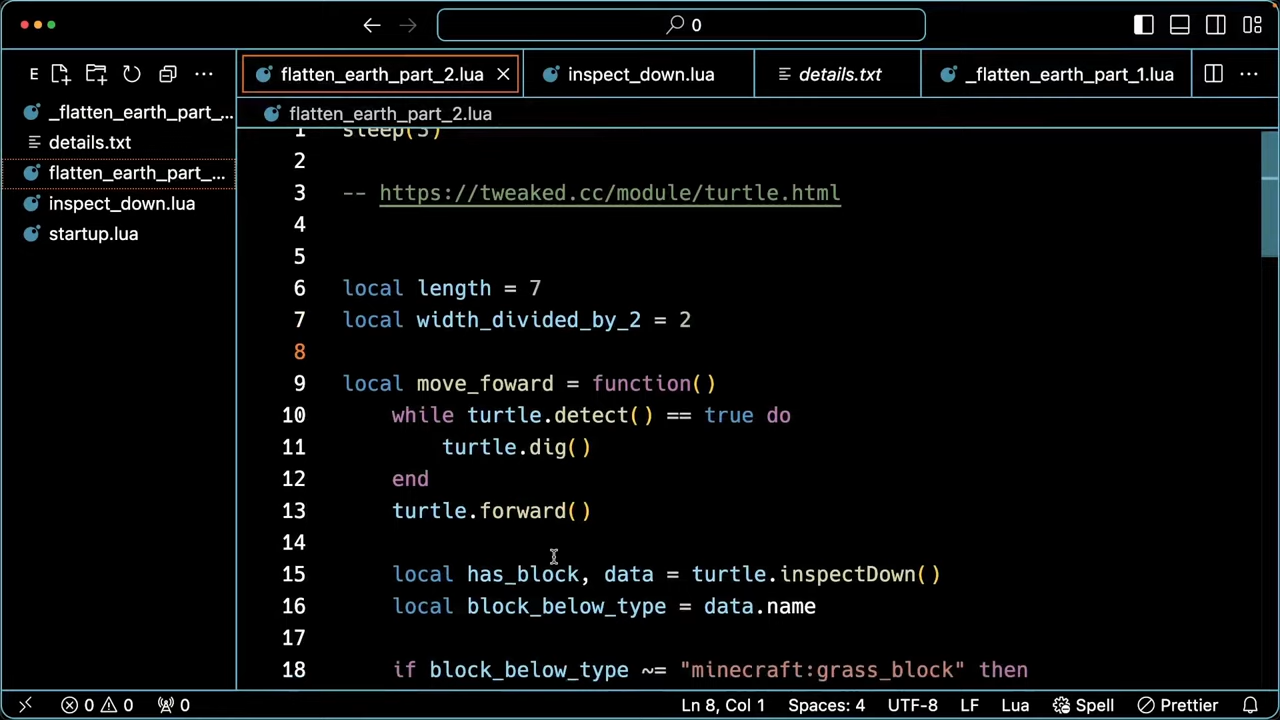 0
E
flatten_earth_part_2.lua
inspect_down.lua
details.txt
_flatten_earth_part_1.lua
_flatten_earth_part_...
details.txt
flatten_earth_part_...
inspect_down.lua
startup.lua
flatten_earth_part_2.lua
1 sleep(3)
2
3 -- https://tweaked.cc/module/turtle.html
4
5
6 local length = 7
7 local width_divided_by_2 = 2
8
9 local move_foward = function()
10 while turtle.detect() == true do
11 turtle.dig()
12 end
13 turtle.forward()
14
15 local has_block, data = turtle.inspectDown()
16 local block_below_type = data.name
17
18 if block_below_type ~= "minecraft:grass_block" then
0 0 0 Ln 8, Col 1 Spaces: 4 UTF-8 LF Lua Spell Prettier